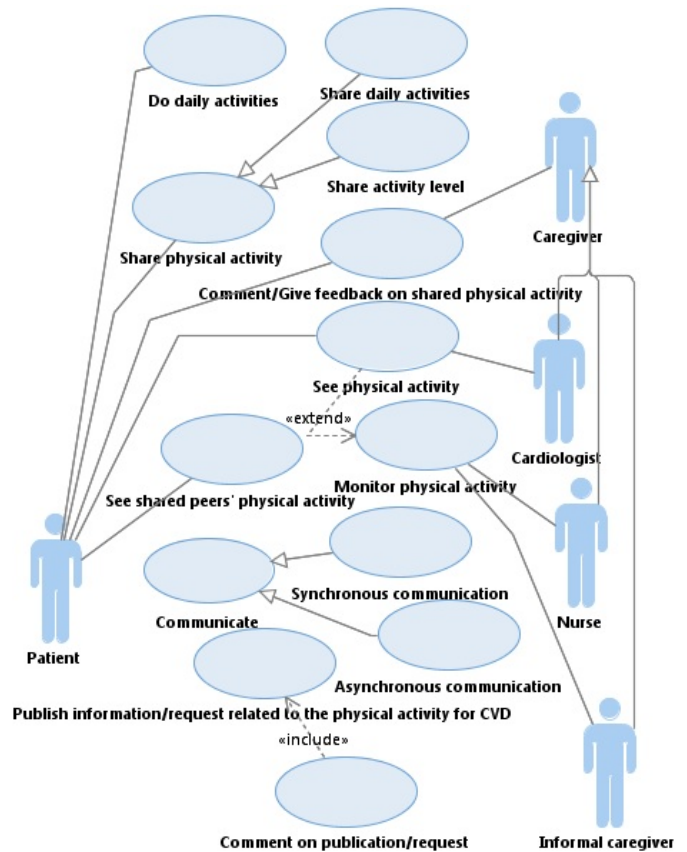 Do daily activities
Share daily activities
Share activity level
Caregiver
Share physical activity
Comment/Give feedback on shared physical activity
See physical activity
«extend»
Cardiologist
Monitor physical activity
See shared peers' physical activity
Synchronous communication
Communicate
Nurse
Patient
Asynchronous communication
Publish information/request related to the physical activity for CVD
«include»
Comment on publication/request
Informal caregiver